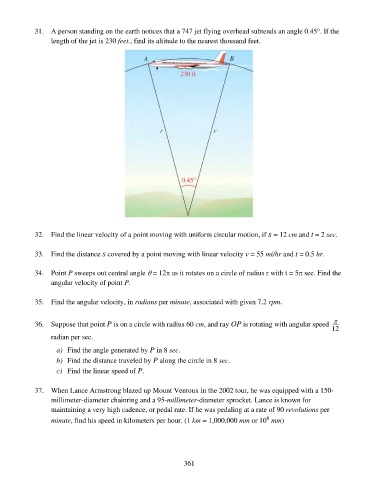 31. A person standing on the earth notices that a 747 jet flying overhead subtends an angle 0.45°. If the
length of the jet is 230 feet., find its altitude to the nearest thousand feet.
A B
230 ft
r r
0.45°
32. Find the linear velocity of a point moving with uniform circular motion, if s = 12 cm and t = 2 sec.
33. Find the distance s covered by a point moving with linear velocity v = 55 mi/hr and t = 0.5 hr.
34. Point P sweeps out central angle θ = 12π as it rotates on a circle of radius r with t = 5π sec. Find the
angular velocity of point P.
35. Find the angular velocity, in radians per minute, associated with given 7.2 rpm.
36. Suppose that point P is on a circle with radius 60 cm, and ray OP is rotating with angular speed π/12
radian per sec.
a) Find the angle generated by P in 8 sec.
b) Find the distance traveled by P along the circle in 8 sec.
c) Find the linear speed of P.
37. When Lance Armstrong blazed up Mount Ventoux in the 2002 tour, he was equipped with a 150-
millimeter-diameter chainring and a 95-millimeter-diameter sprocket. Lance is known for
maintaining a very high cadence, or pedal rate. If he was pedaling at a rate of 90 revolutions per
minute, find his speed in kilometers per hour. (1 km = 1,000,000 mm or 10⁶ mm)
361